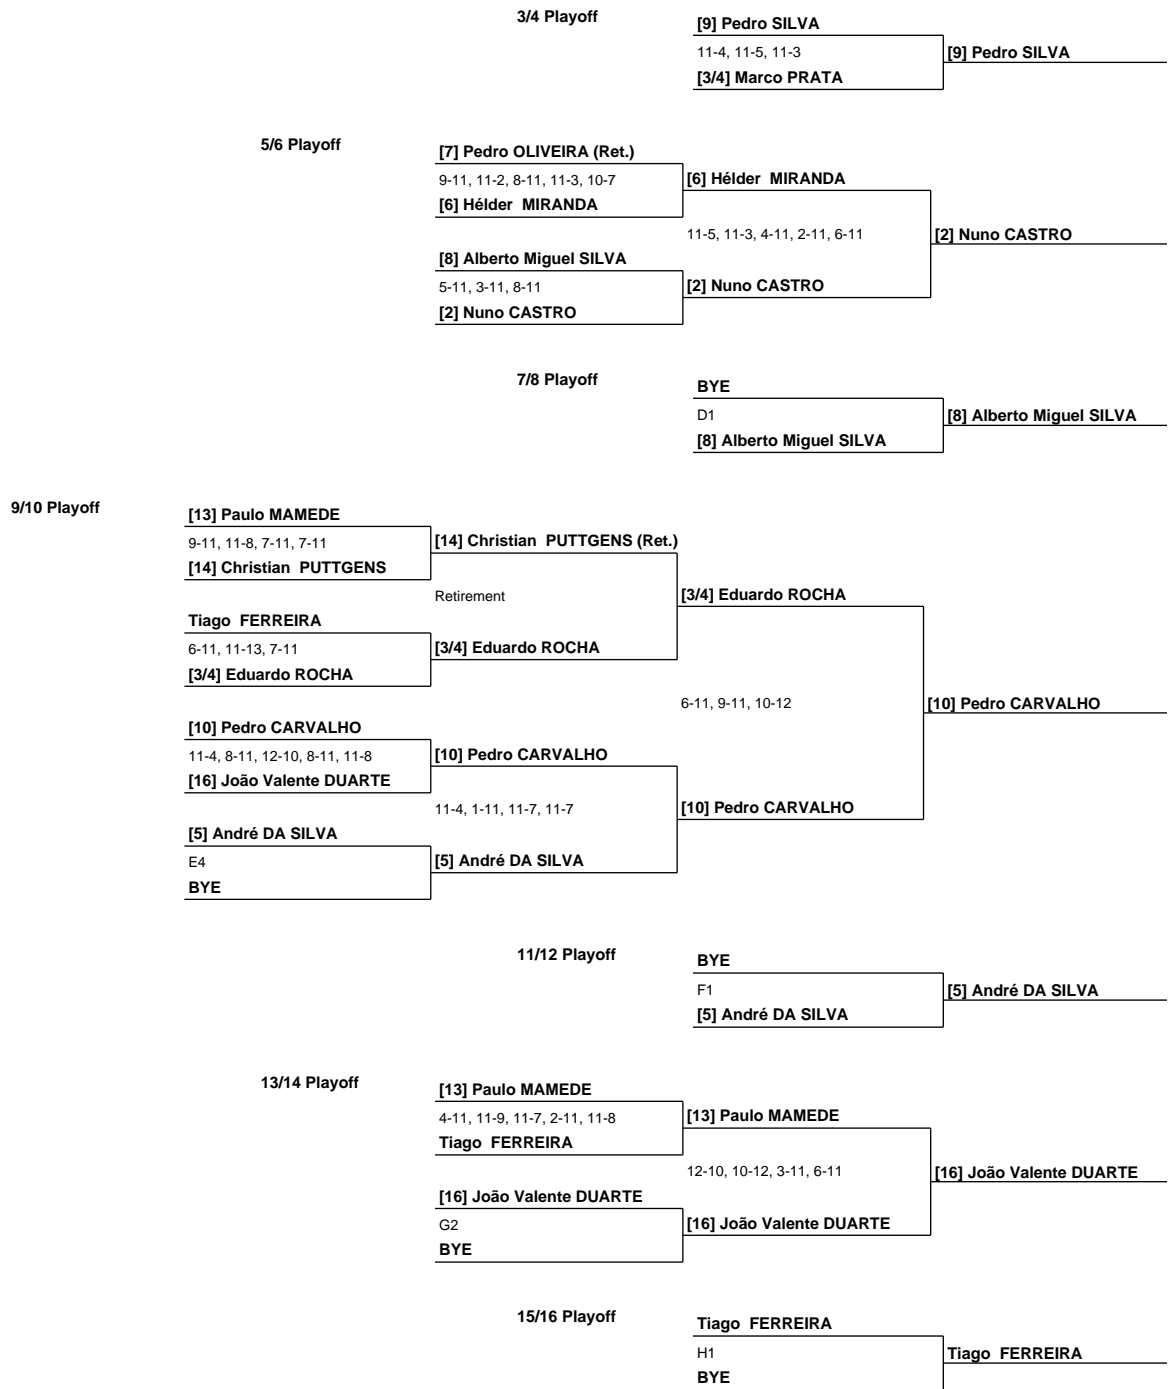 3/4 Playoff
[9] Pedro SILVA
11-4, 11-5, 11-3
[9] Pedro SILVA
[3/4] Marco PRATA
5/6 Playoff
[7] Pedro OLIVEIRA (Ret.)
9-11, 11-2, 8-11, 11-3, 10-7
[6] Hélder MIRANDA
[6] Hélder MIRANDA
11-5, 11-3, 4-11, 2-11, 6-11
[2] Nuno CASTRO
[8] Alberto Miguel SILVA
5-11, 3-11, 8-11
[2] Nuno CASTRO
[2] Nuno CASTRO
7/8 Playoff
BYE
D1
[8] Alberto Miguel SILVA
[8] Alberto Miguel SILVA
9/10 Playoff
[13] Paulo MAMEDE
9-11, 11-8, 7-11, 7-11
[14] Christian PUTTGENS (Ret.)
[14] Christian PUTTGENS
Retirement
[3/4] Eduardo ROCHA
Tiago FERREIRA
6-11, 11-13, 7-11
[3/4] Eduardo ROCHA
[3/4] Eduardo ROCHA
6-11, 9-11, 10-12
[10] Pedro CARVALHO
[10] Pedro CARVALHO
11-4, 8-11, 12-10, 8-11, 11-8
[10] Pedro CARVALHO
[16] João Valente DUARTE
11-4, 1-11, 11-7, 11-7
[10] Pedro CARVALHO
[5] André DA SILVA
E4
[5] André DA SILVA
BYE
11/12 Playoff
BYE
F1
[5] André DA SILVA
[5] André DA SILVA
13/14 Playoff
[13] Paulo MAMEDE
4-11, 11-9, 11-7, 2-11, 11-8
[13] Paulo MAMEDE
Tiago FERREIRA
12-10, 10-12, 3-11, 6-11
[16] João Valente DUARTE
[16] João Valente DUARTE
G2
[16] João Valente DUARTE
BYE
15/16 Playoff
Tiago FERREIRA
H1
Tiago FERREIRA
BYE